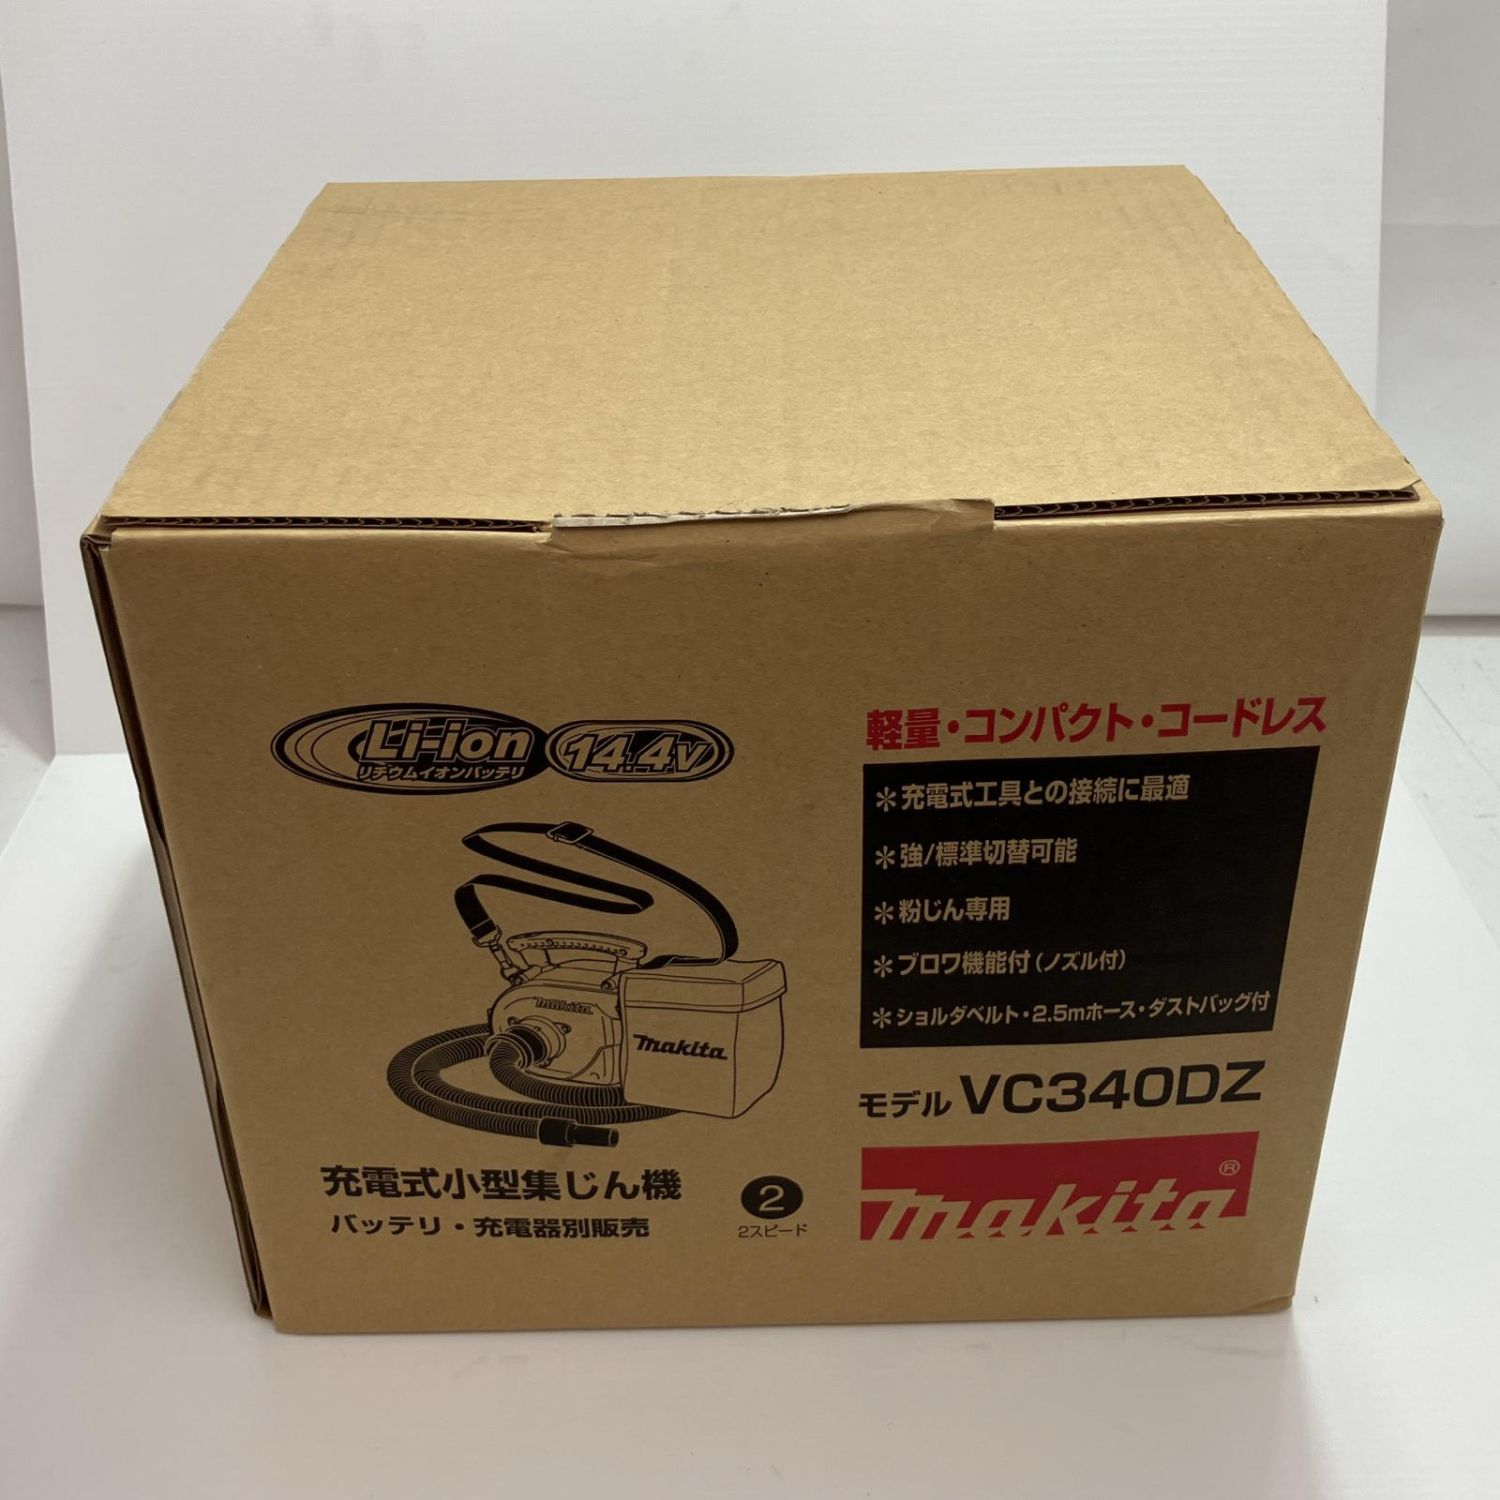 Li-ion 14.4V
リチウムイオンバッテリ
makita
makita
充電式小型集じん機
バッテリ・充電器別販売
2
2スピード
軽量・コンパクト・コードレス
＊充電式工具との接続に最適
＊強/標準切替可能
＊粉じん専用
＊ブロワ機能付(ノズル付)
＊ショルダベルト・2.5mホース・ダストバッグ付
モデル VC340DZ
makita®